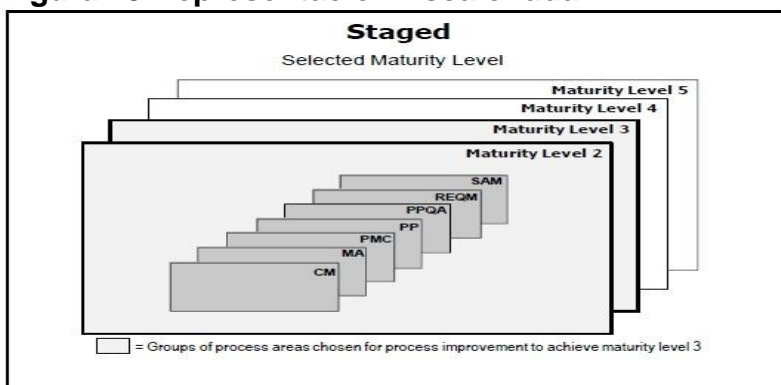 Staged
Selected Maturity Level
Maturity Level 5
Maturity Level 4
Maturity Level 3
Maturity Level 2
SAM
REQM
PPQA
PP
PMC
MA
CM
= Groups of process areas chosen for process improvement to achieve maturity level 3